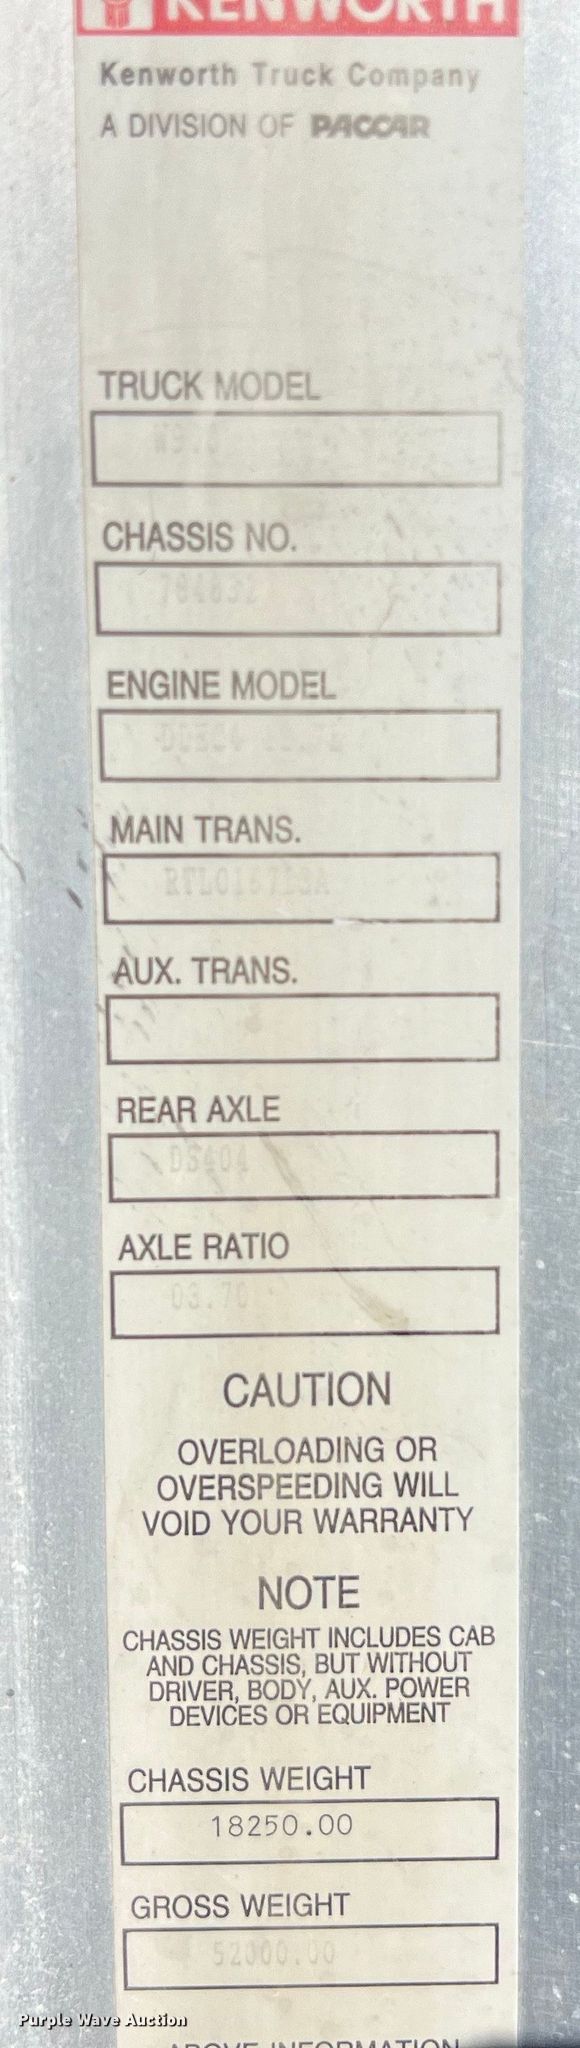 KENWORTH
Kenworth Truck Company
A DIVISION OF PACCAR
TRUCK MODEL
CHASSIS NO.
ENGINE MODEL
MAIN TRANS.
AUX. TRANS.
REAR AXLE
DS404
AXLE RATIO
03.70
CAUTION
OVERLOADING OR
OVERSPEEDING WILL
VOID YOUR WARRANTY
NOTE
CHASSIS WEIGHT INCLUDES CAB
AND CHASSIS, BUT WITHOUT
DRIVER, BODY, AUX. POWER
DEVICES OR EQUIPMENT
CHASSIS WEIGHT
18250.00
GROSS WEIGHT
52000.00
ABOVE INFORMATION
Purple Wave Auction